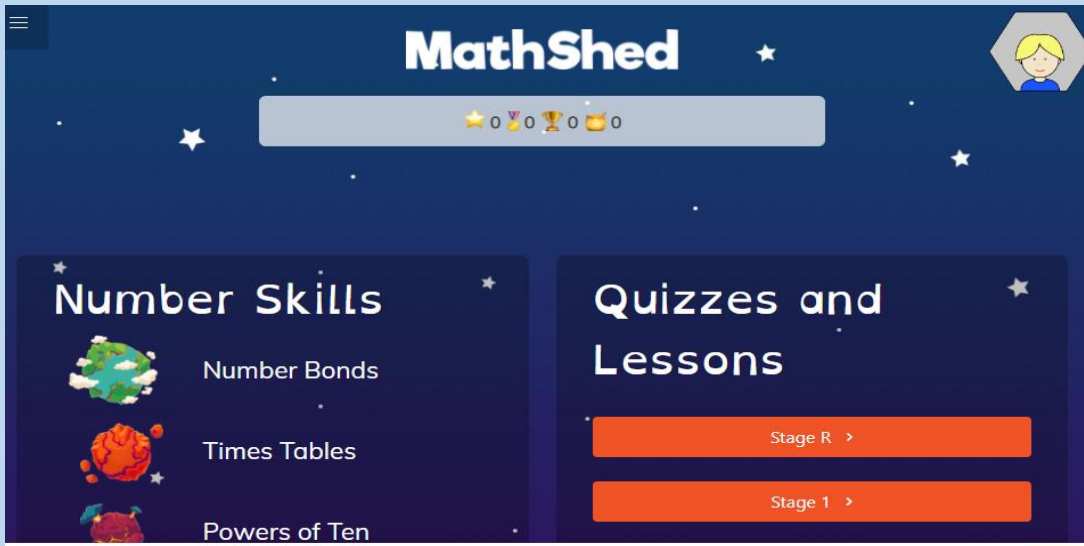 MathShed
0 0 0 0
Number Skills
Number Bonds
Times Tables
Powers of Ten
Quizzes and
Lessons
Stage R >
Stage 1 >